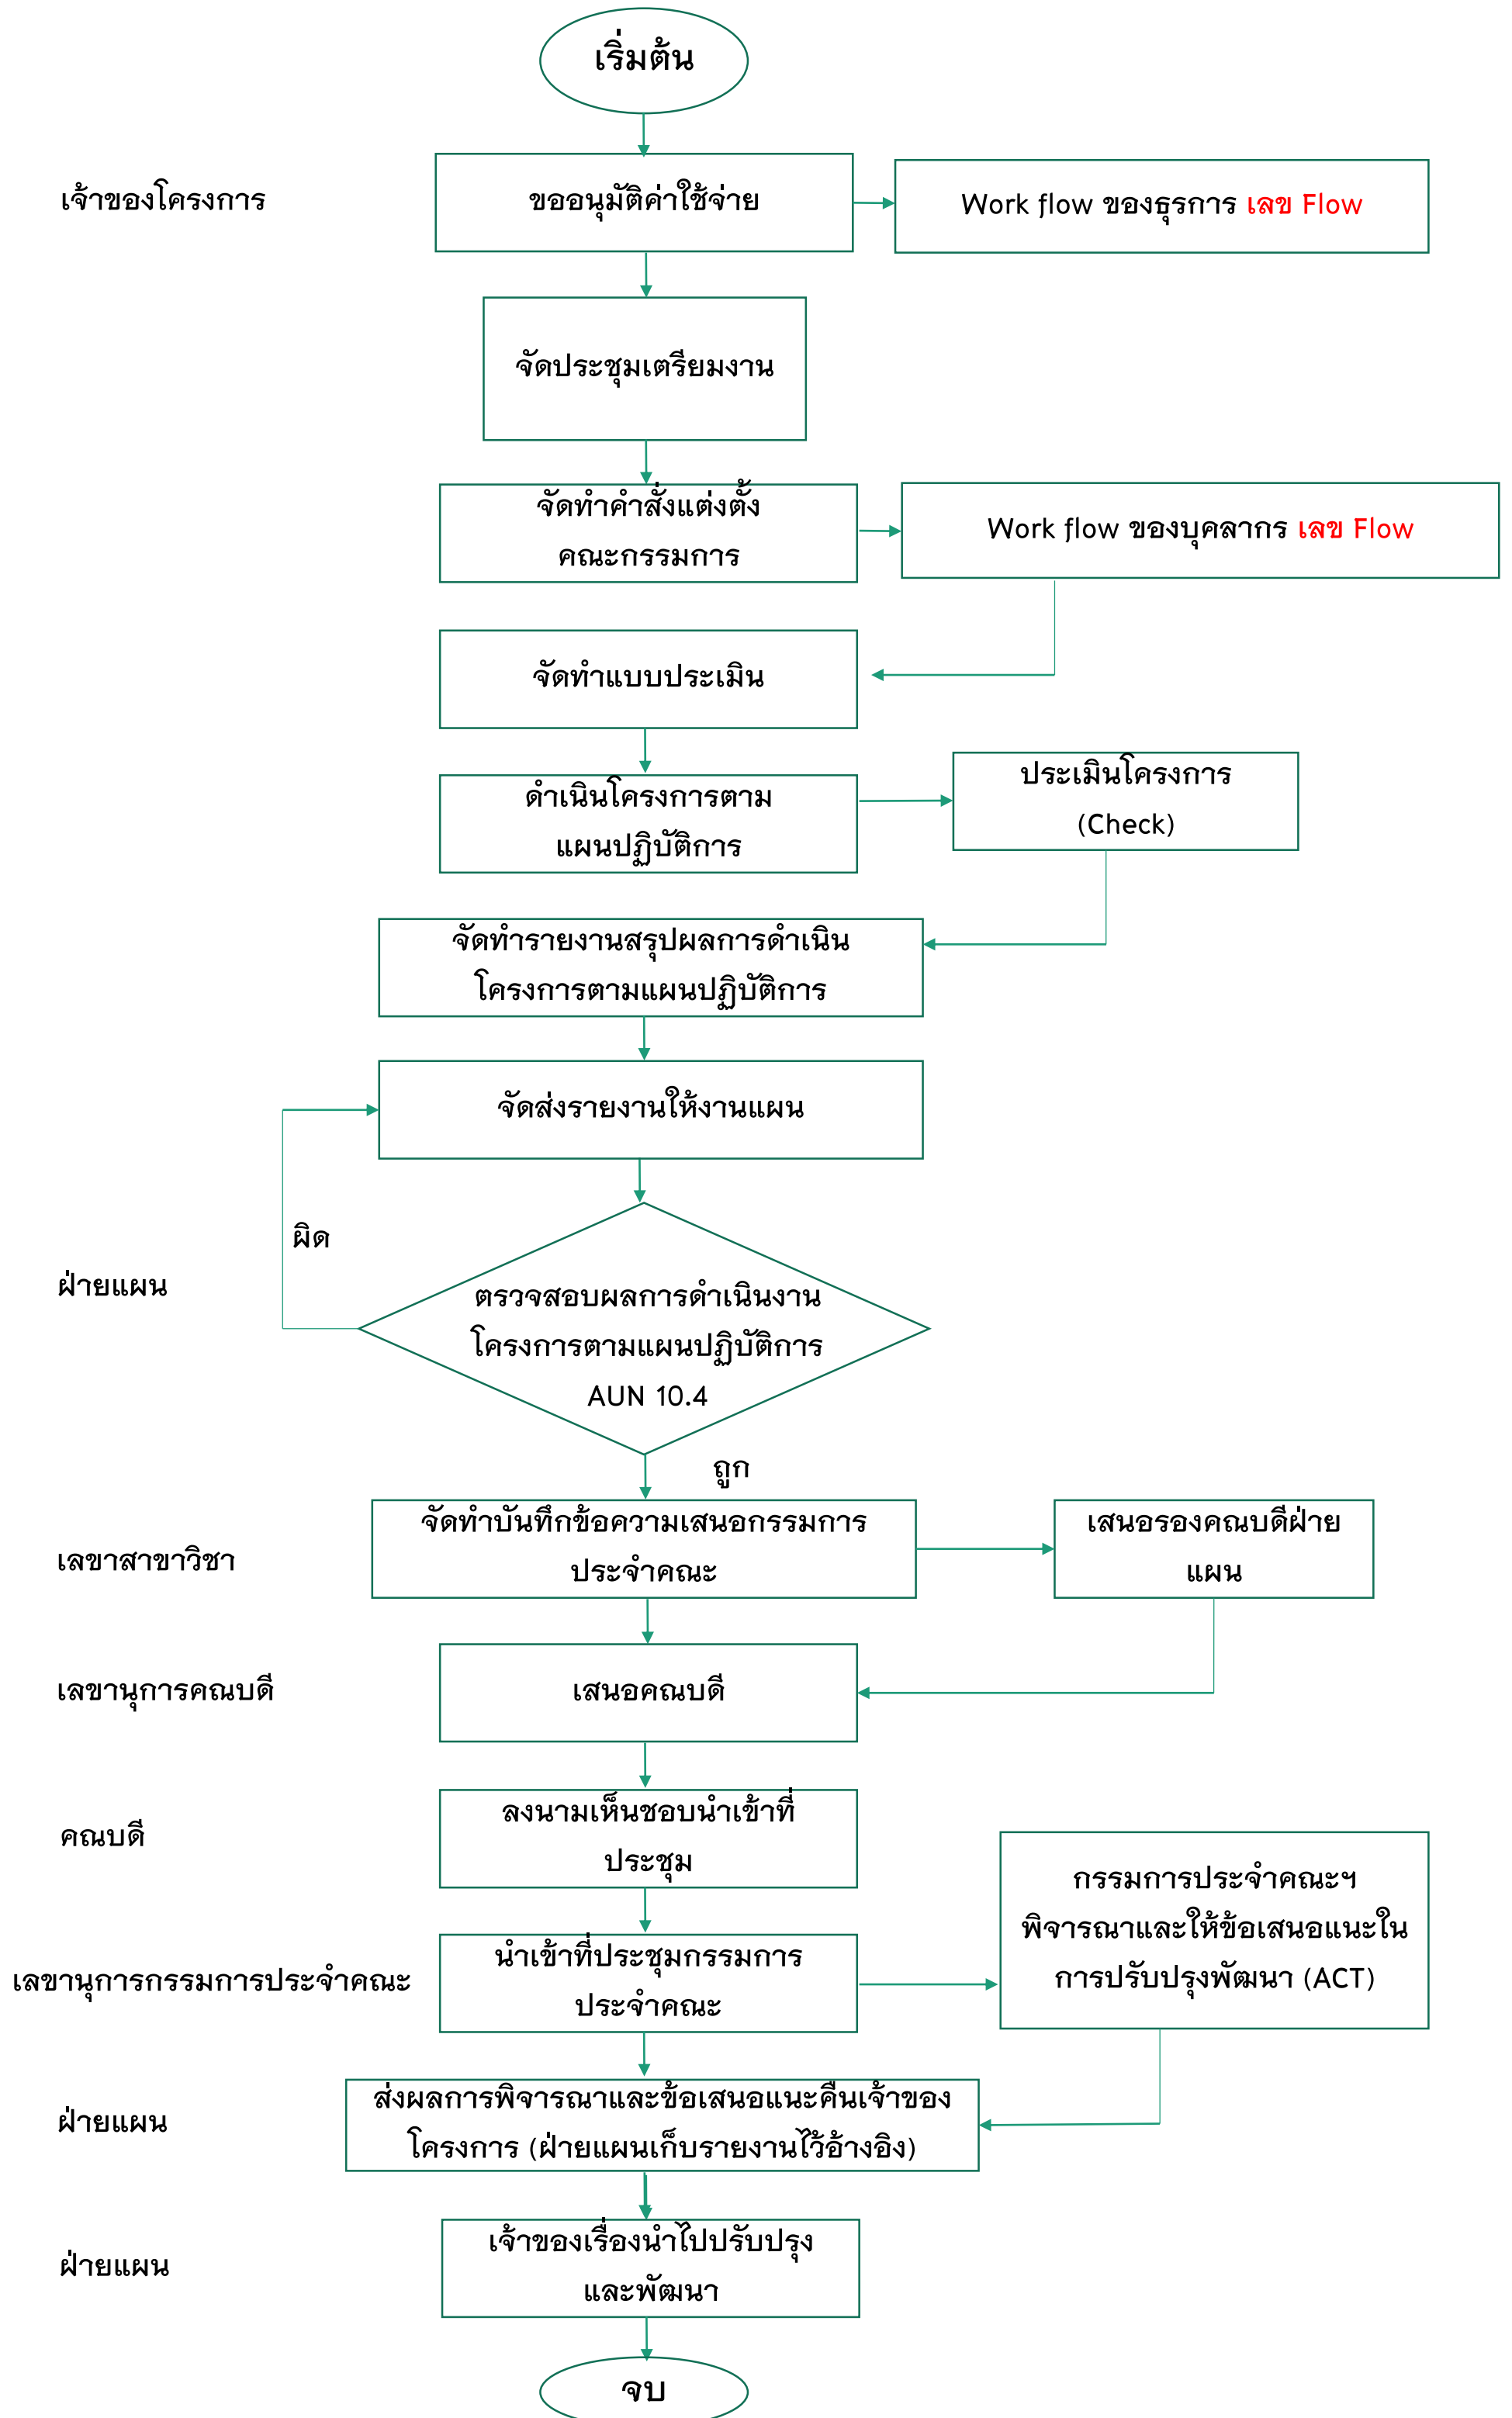 เริ่มต้น
เจ้าของโครงการ
ขออนุมัติค่าใช้จ่าย
Work flow ของธุรการ เลข Flow
จัดประชุมเตรียมงาน
จัดทำคำสั่งแต่งตั้ง
คณะกรรมการ
Work flow ของบุคลากร เลข Flow
จัดทำแบบประเมิน
ดำเนินโครงการตาม
แผนปฏิบัติการ
ประเมินโครงการ
(Check)
จัดทำรายงานสรุปผลการดำเนิน
โครงการตามแผนปฏิบัติการ
จัดส่งรายงานให้งานแผน
ผิด
ฝ่ายแผน
ตรวจสอบผลการดำเนินงาน
โครงการตามแผนปฏิบัติการ
AUN 10.4
ถูก
เลขาสาขาวิชา
จัดทำบันทึกข้อความเสนอกรรมการ
ประจำคณะ
เสนอรองคณบดีฝ่าย
แผน
เลขานุการคณบดี
เสนอคณบดี
คณบดี
ลงนามเห็นชอบนำเข้าที่
ประชุม
เลขานุการกรรมการประจำคณะ
นำเข้าที่ประชุมกรรมการ
ประจำคณะ
กรรมการประจำคณะฯ
พิจารณาและให้ข้อเสนอแนะใน
การปรับปรุงพัฒนา (ACT)
ฝ่ายแผน
ส่งผลการพิจารณาและข้อเสนอแนะคืนเจ้าของ
โครงการ (ฝ่ายแผนเก็บรายงานไว้อ้างอิง)
ฝ่ายแผน
เจ้าของเรื่องนำไปปรับปรุง
และพัฒนา
จบ